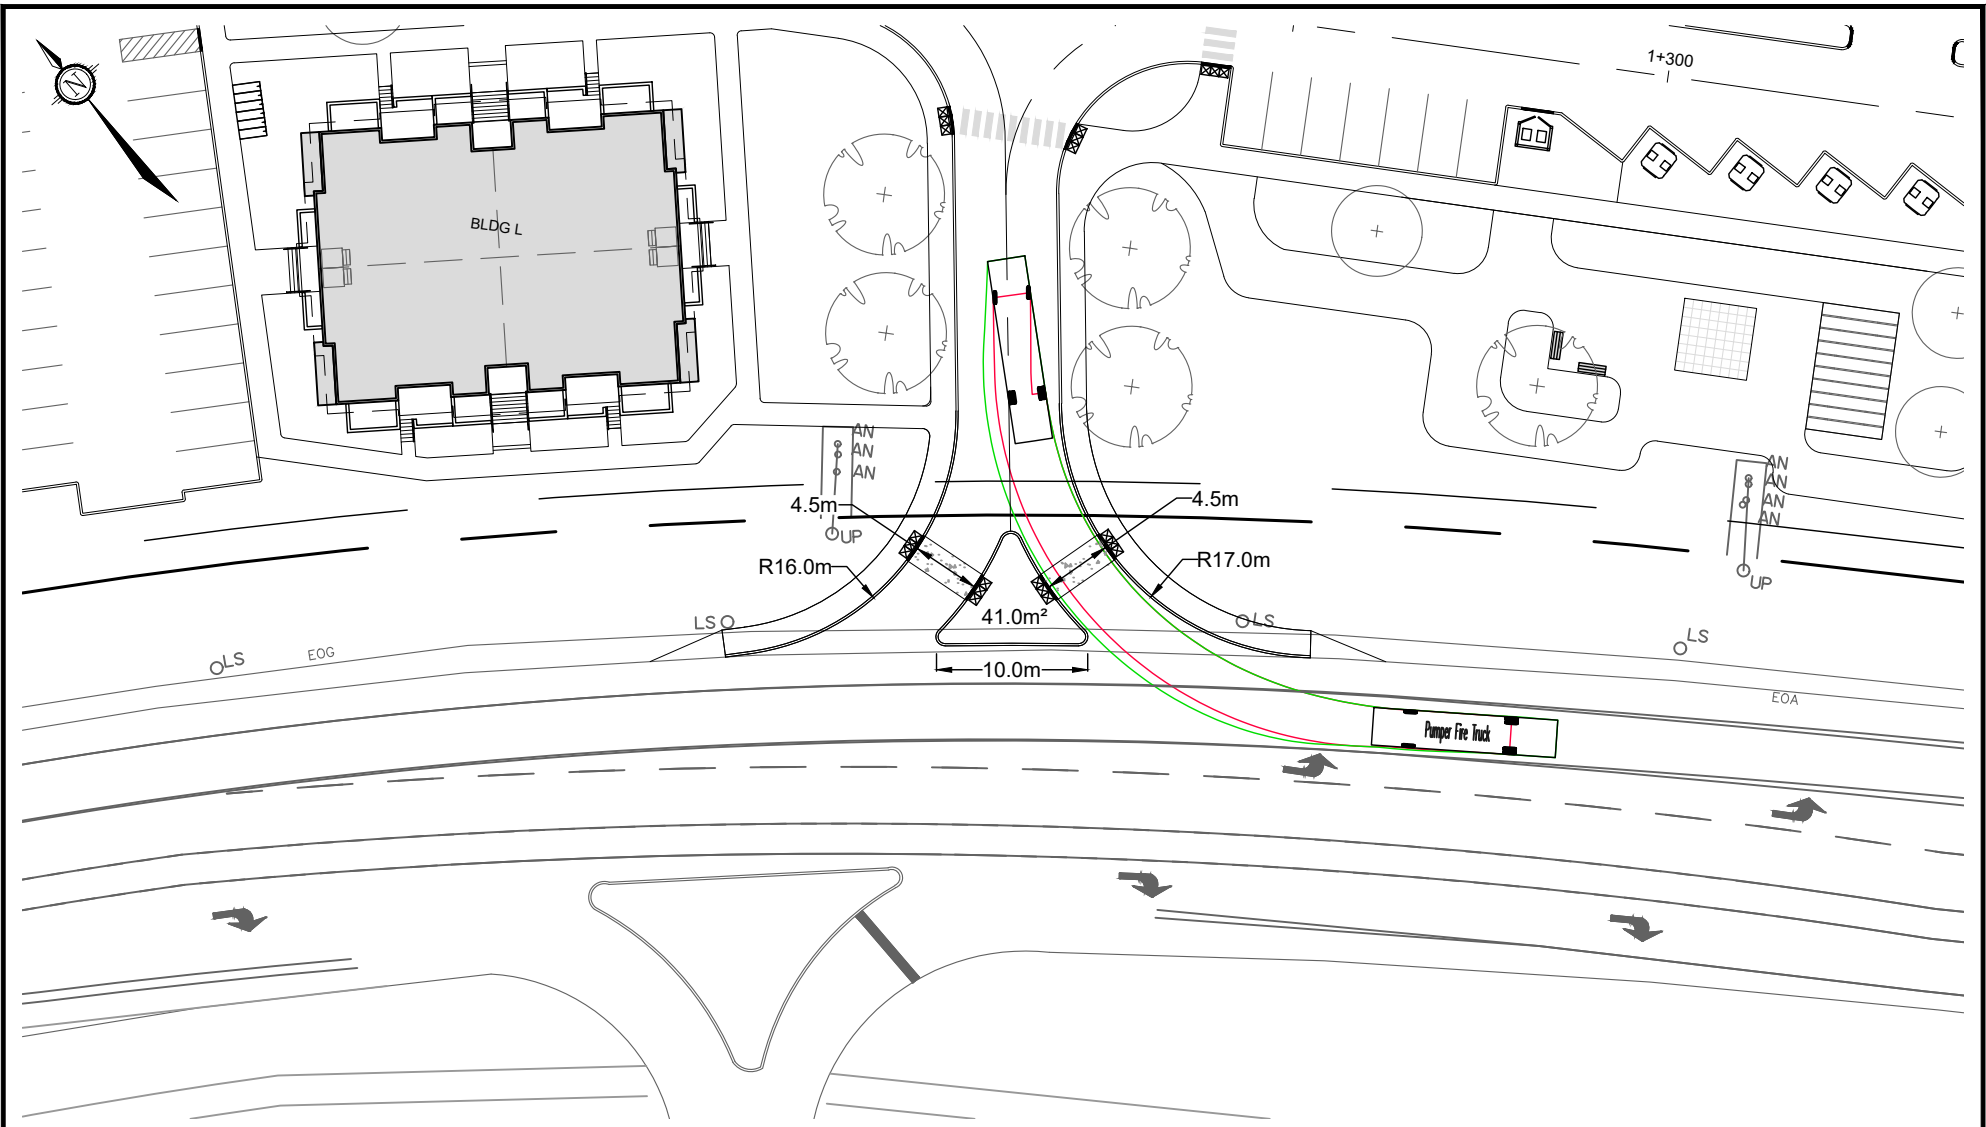 N
1+300
BLDG L
AN
AN
AN
UP
AN
AN
AN
AN
UP
4.5m
4.5m
R16.0m
R17.0m
41.0m²
10.0m
LS
LS
LS
LS
EOG
EOA
Pumper Fire Truck